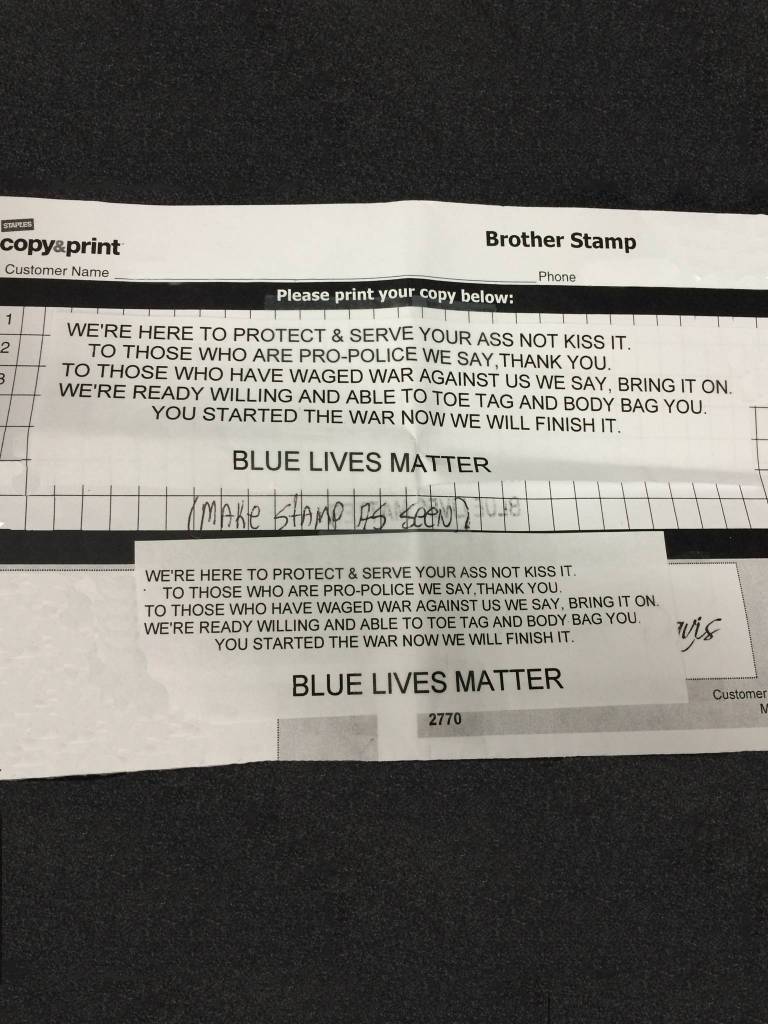 STAPLES
copy&print
Brother Stamp
Customer Name
Phone
Please print your copy below:
1
2
3
WE'RE HERE TO PROTECT & SERVE YOUR ASS NOT KISS IT.
TO THOSE WHO ARE PRO-POLICE WE SAY,THANK YOU.
TO THOSE WHO HAVE WAGED WAR AGAINST US WE SAY, BRING IT ON.
WE'RE READY WILLING AND ABLE TO TOE TAG AND BODY BAG YOU.
YOU STARTED THE WAR NOW WE WILL FINISH IT.
BLUE LIVES MATTER
(MAKE STAMP AS SEEN)
WE'RE HERE TO PROTECT & SERVE YOUR ASS NOT KISS IT.
TO THOSE WHO ARE PRO-POLICE WE SAY,THANK YOU.
TO THOSE WHO HAVE WAGED WAR AGAINST US WE SAY, BRING IT ON.
WE'RE READY WILLING AND ABLE TO TOE TAG AND BODY BAG YOU.
YOU STARTED THE WAR NOW WE WILL FINISH IT.
BLUE LIVES MATTER
Customer
M
2770